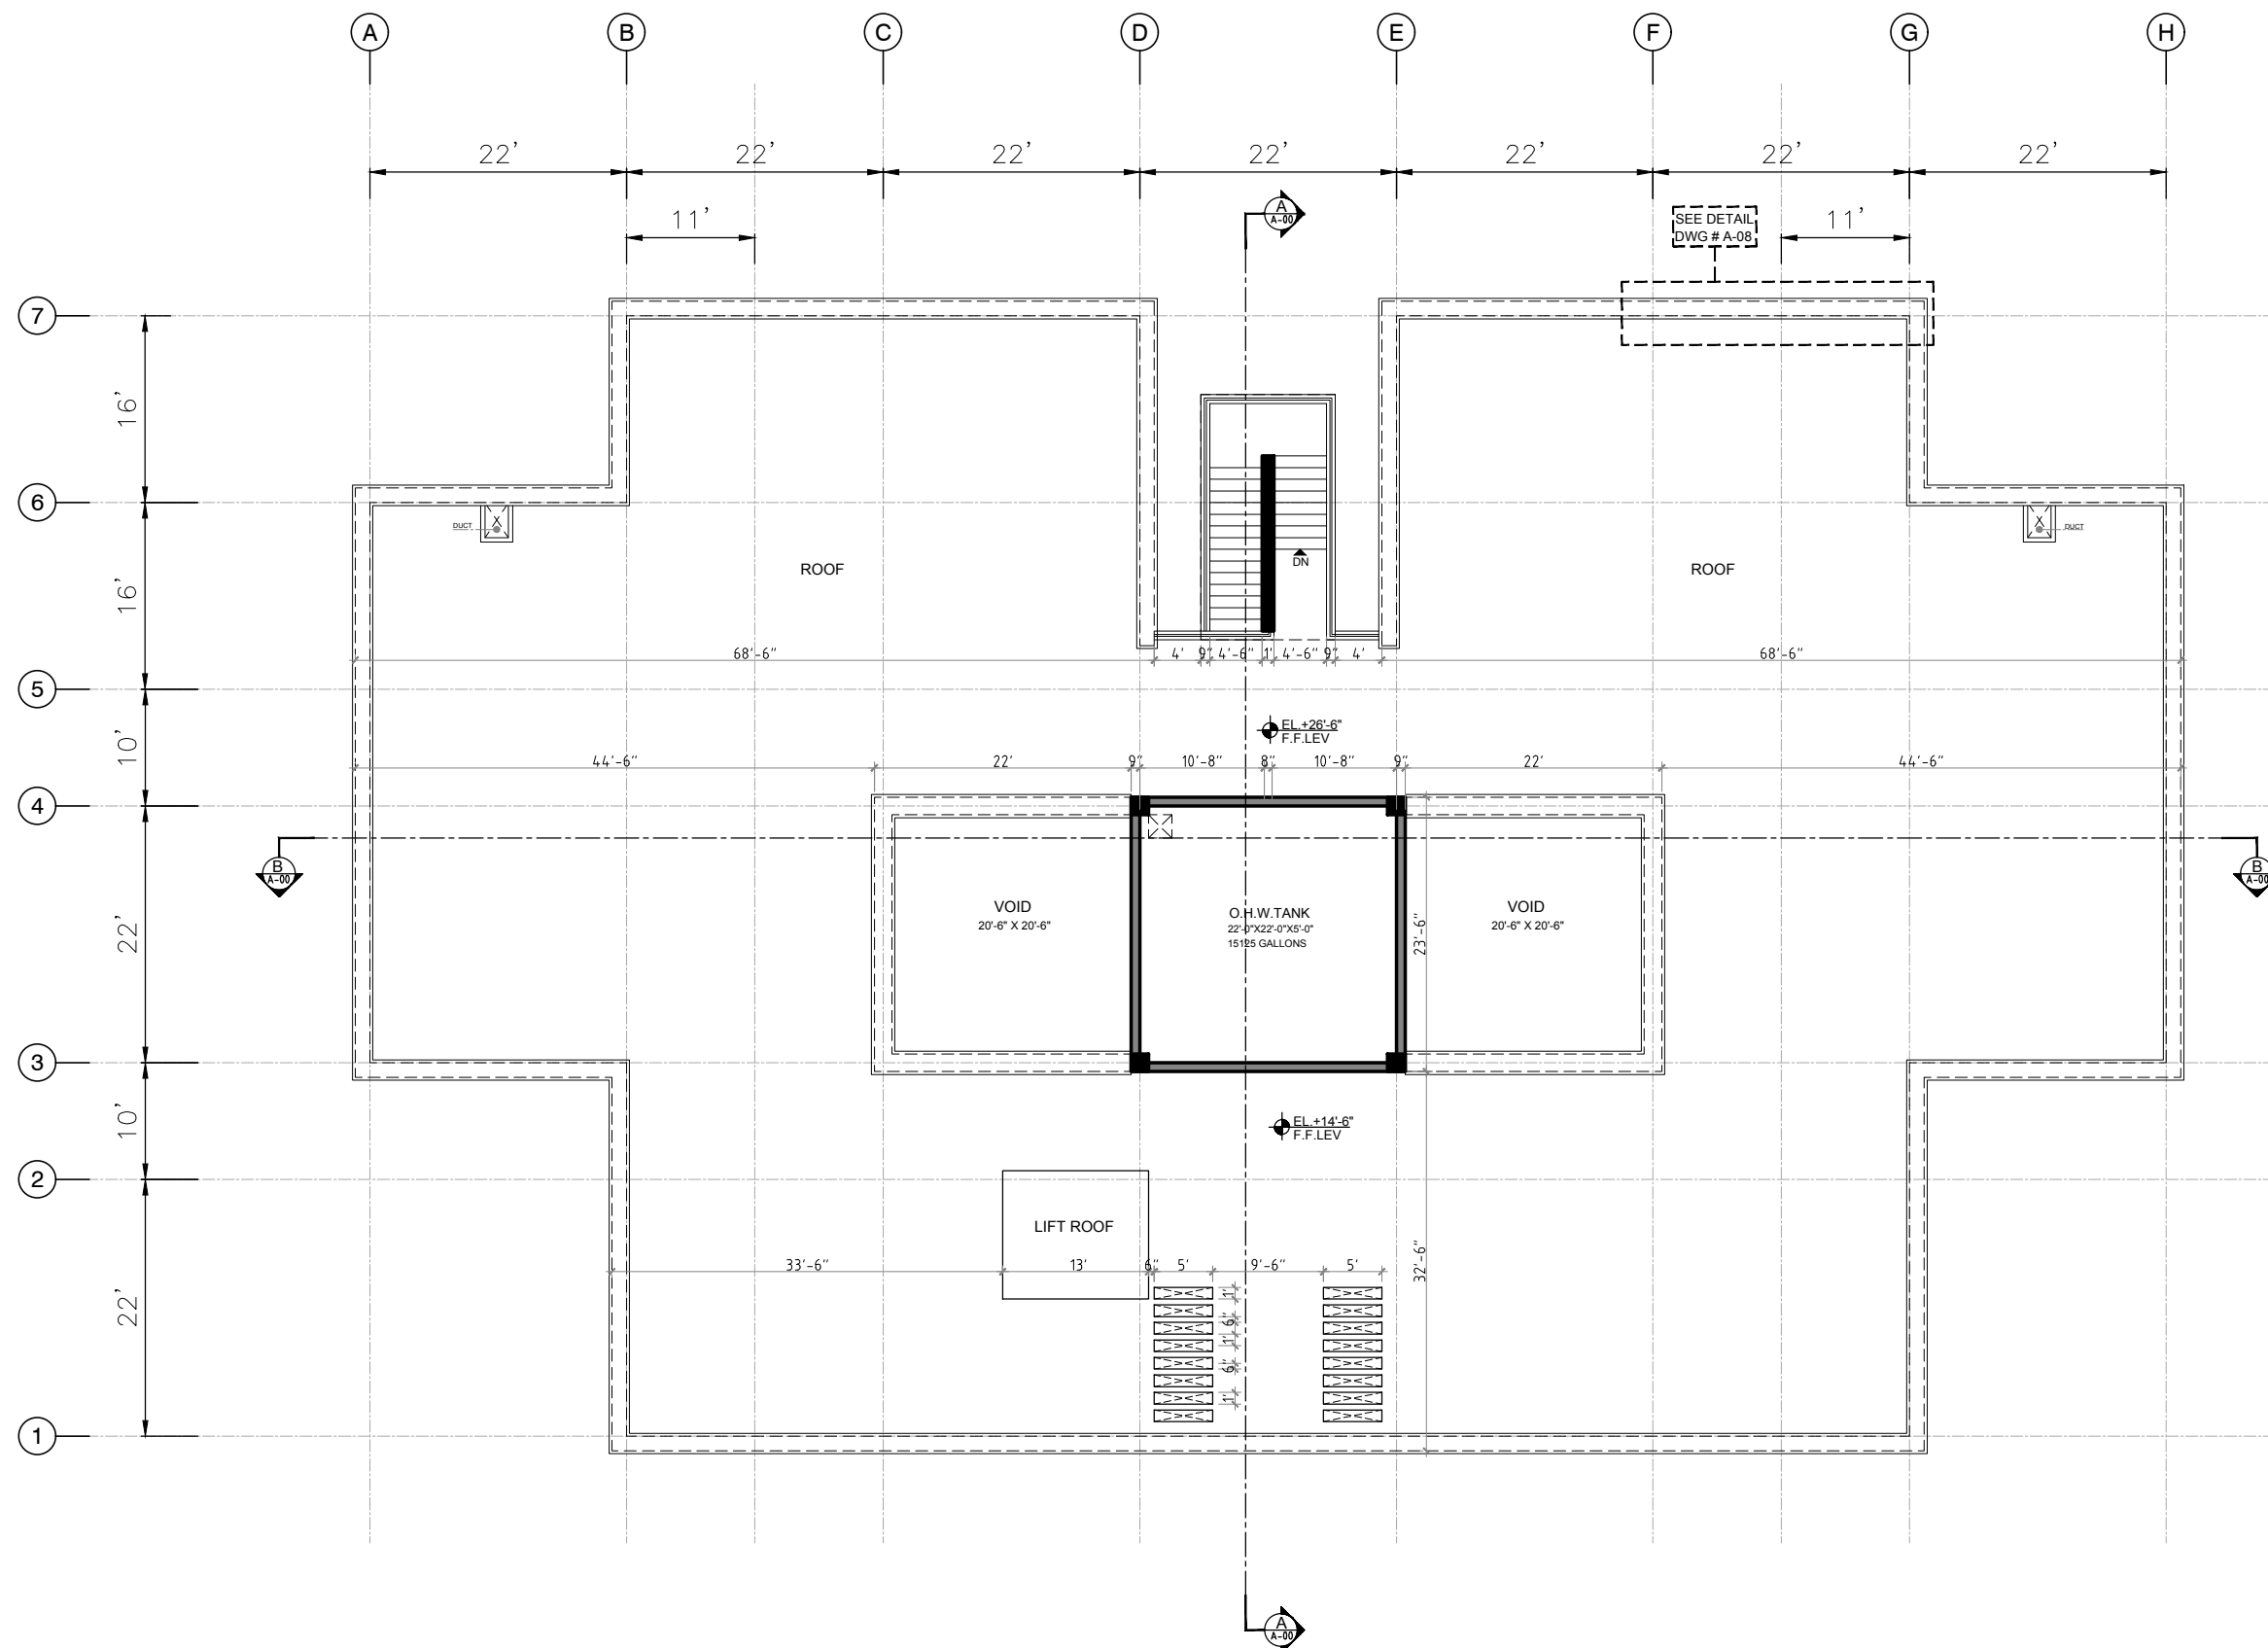 A B C D E F G H
22' 22' 22' 22' 22' 22' 22'
A
A-00
SEE DETAIL
DWG # A-08
11' 11'
7
16'
6
DUCT DUCT
DN
ROOF ROOF
16'
68'-6" 4' 9" 4'-6" 1' 4'-6" 9" 4' 68'-6"
5
EL.+26'-6"
F.F.LEV
10'
44'-6" 22' 9" 10'-8" 8" 10'-8" 9" 22' 44'-6"
4
B
A-00
B
A-00
VOID
20'-6" X 20'-6"
O.H.W.TANK
22'-0"X22'-0"X5'-0"
15125 GALLONS
VOID
20'-6" X 20'-6"
23'-6"
22'
3
10'
EL.+14'-6"
F.F.LEV
2
LIFT ROOF
33'-6" 13' 6" 5' 9'-6" 5'
32'-6"
22'
1'
6"
1'
6"
1'
1
A
A-00